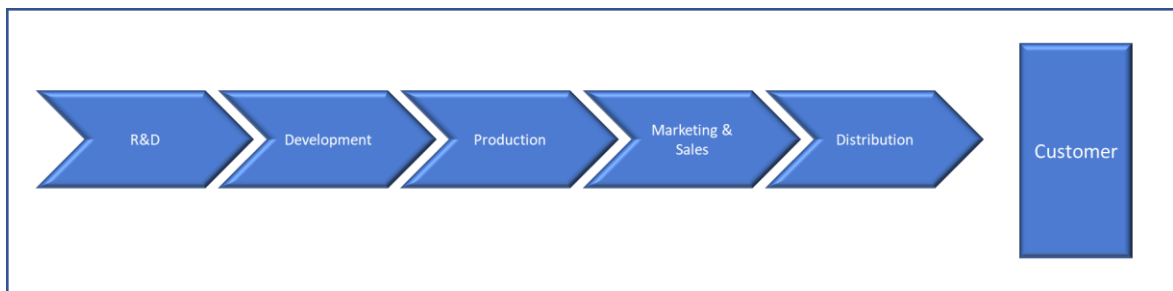 R&D
Development
Production
Marketing &
Sales
Distribution
Customer